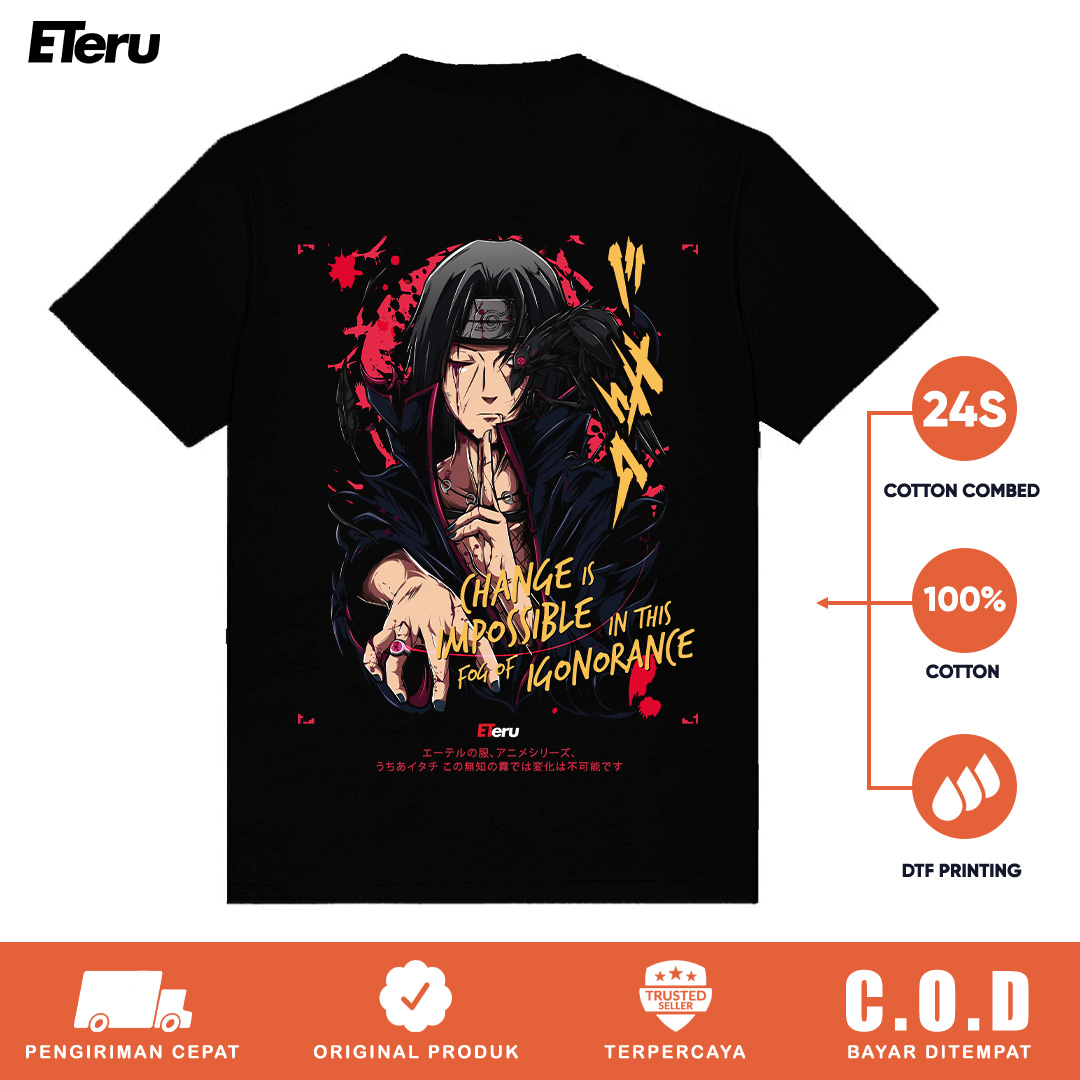 ETeru
CHANGE IS
IMPOSSIBLE IN THIS
FOG OF IGONORANCE
ETeru
エーテルの服、アニメシリーズ、
うちあイタチ この無知の霧では変化は不可能です
24S
COTTON COMBED
100%
COTTON
DTF PRINTING
PENGIRIMAN CEPAT
ORIGINAL PRODUK
TRUSTED
SELLER
TERPERCAYA
C.O.D
BAYAR DITEMPAT